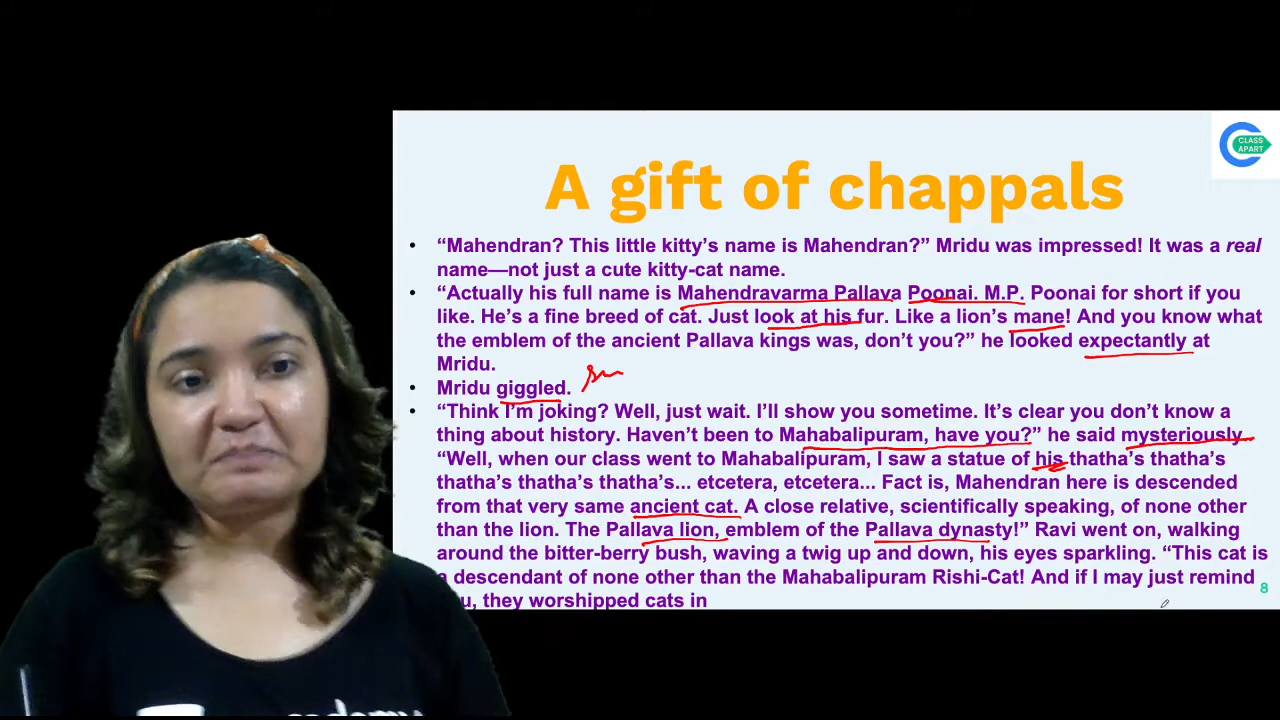 CLASS
APART
A gift of chappals
• “Mahendran? This little kitty’s name is Mahendran?” Mridu was impressed! It was a real
name—not just a cute kitty-cat name.
• “Actually his full name is Mahendravarma Pallava Poonai. M.P. Poonai for short if you
like. He’s a fine breed of cat. Just look at his fur. Like a lion’s mane! And you know what
the emblem of the ancient Pallava kings was, don’t you?” he looked expectantly at
Mridu.
• Mridu giggled.
• “Think I’m joking? Well, just wait. I’ll show you sometime. It’s clear you don’t know a
thing about history. Haven’t been to Mahabalipuram, have you?” he said mysteriously.
“Well, when our class went to Mahabalipuram, I saw a statue of his thatha’s thatha’s
thatha’s thatha’s thatha’s... etcetera, etcetera... Fact is, Mahendran here is descended
from that very same ancient cat. A close relative, scientifically speaking, of none other
than the lion. The Pallava lion, emblem of the Pallava dynasty!” Ravi went on, walking
around the bitter-berry bush, waving a twig up and down, his eyes sparkling. “This cat is
a descendant of none other than the Mahabalipuram Rishi-Cat! And if I may just remind
u, they worshipped cats in
8